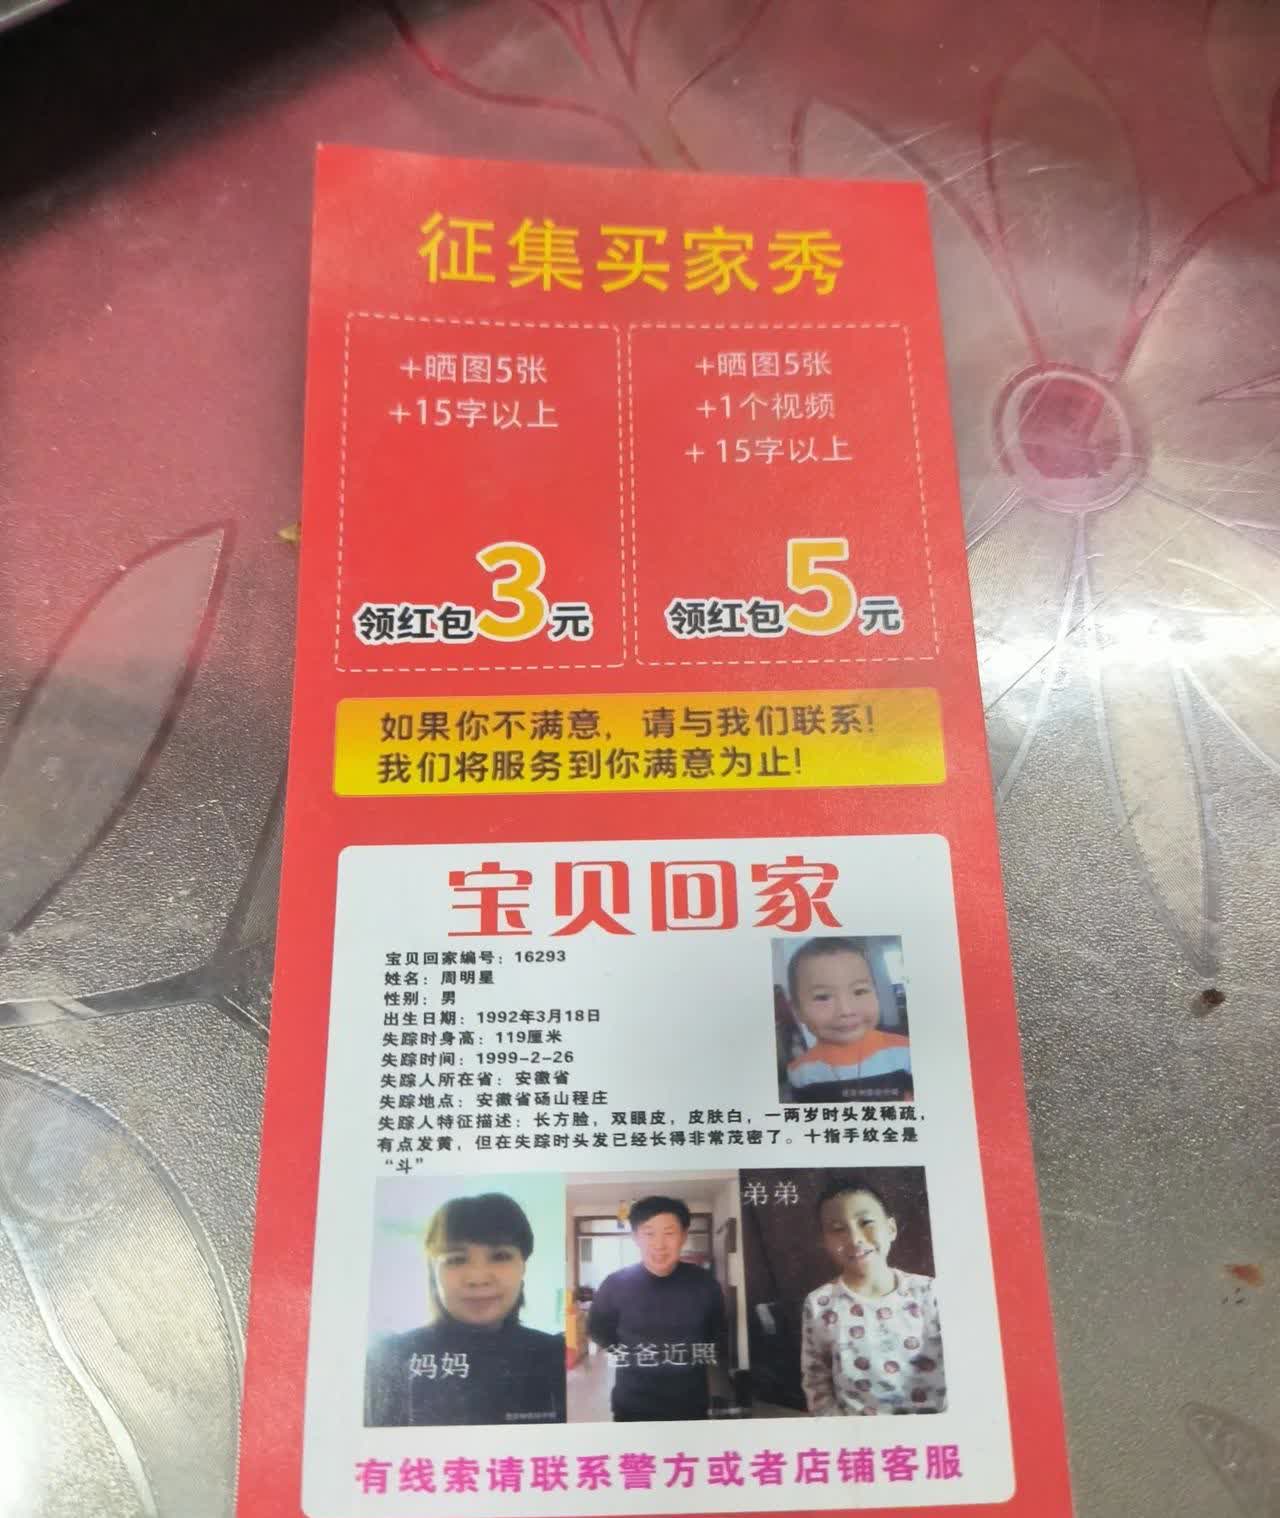 征集买家秀
+晒图5张
+15字以上
领红包3元
+晒图5张
+1个视频
+15字以上
领红包5元
如果你不满意，请与我们联系！
我们将服务到你满意为止！
宝贝回家
宝贝回家编号：16293
姓名：周明星
性别：男
出生日期：1992年3月18日
失踪时身高：119厘米
失踪时间：1999-2-26
失踪人所在省：安徽省
失踪地点：安徽省砀山程庄
失踪人特征描述：长方脸，双眼皮，皮肤白，一两岁时头发稀疏，
有点发黄，但在失踪时头发已经长得非常茂密了。十指手纹全是
“斗”
妈妈
爸爸近照
弟弟
有线索请联系警方或者店铺客服